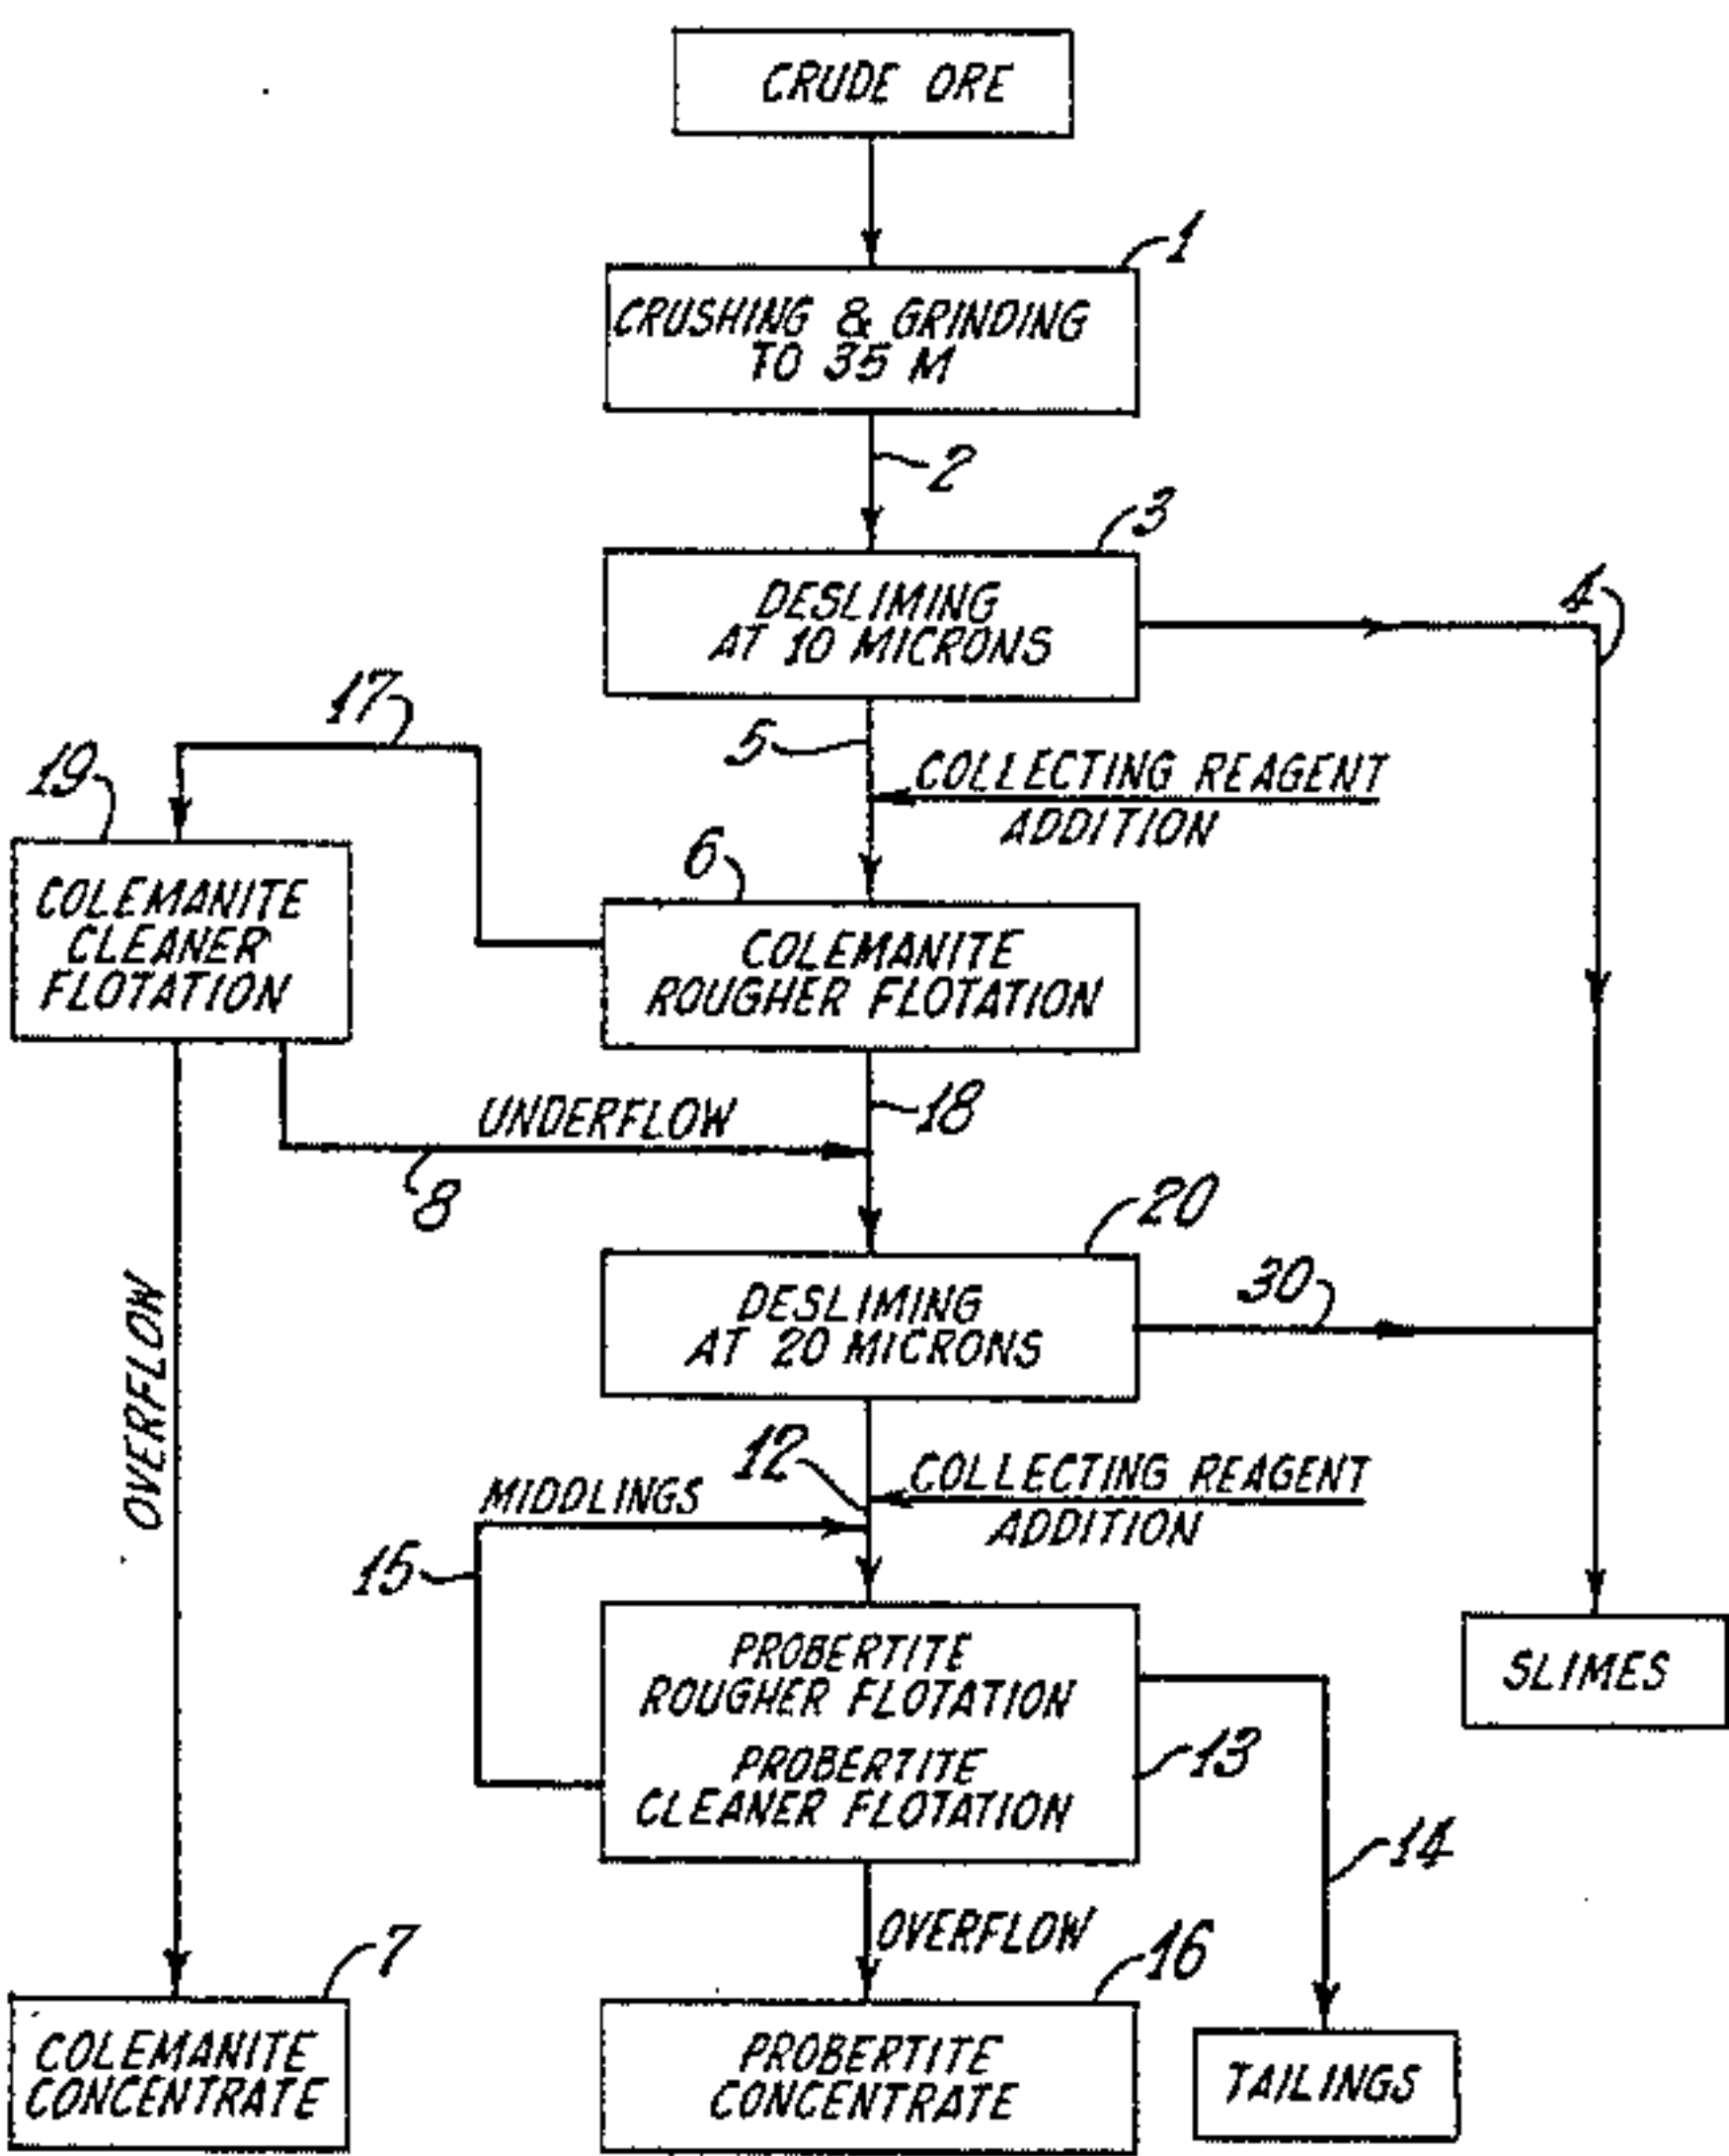 CRUDE ORE
1
CRUSHING & GRINDING
TO 35 M
2
3
DESLIMING
AT 10 MICRONS
4
17
5
COLLECTING REAGENT
ADDITION
19
6
COLEMANITE
CLEANER
FLOTATION
COLEMANITE
ROUGHER FLOTATION
UNDERFLOW
18
8
20
DESLIMING
AT 20 MICRONS
30
OVERFLOW
12
COLLECTING REAGENT
ADDITION
MIDDLINGS
15
PROBERTITE
ROUGHER FLOTATION
PROBERTITE
CLEANER FLOTATION
13
SLIMES
14
OVERFLOW
7
16
COLEMANITE
CONCENTRATE
PROBERTITE
CONCENTRATE
TAILINGS